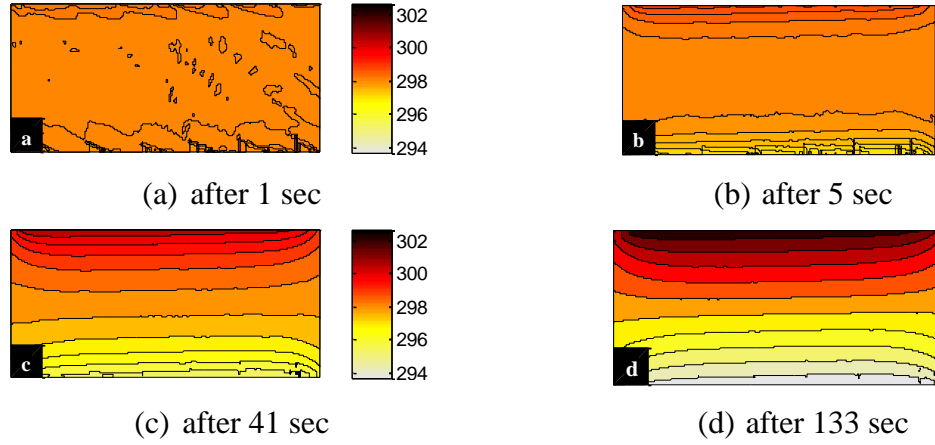 302
300
298
296
294
a
b
(a) after 1 sec
(b) after 5 sec
302
300
298
296
294
c
d
(c) after 41 sec
(d) after 133 sec